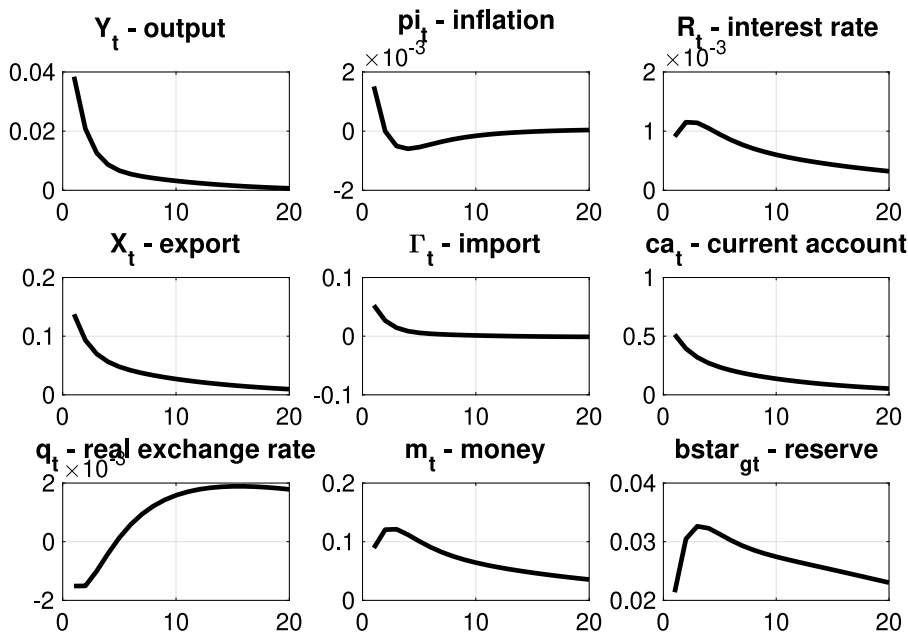 Y_t - output
pi_t - inflation
R_t - interest rate
0.04
0.02
0
0 10 20
×10^-3
2
0
-2
0 10 20
×10^-3
2
1
0
0 10 20
X_t - export
Γ_t - import
ca_t - current account
0.2
0.1
0
0 10 20
0.1
0
-0.1
0 10 20
1
0.5
0
0 10 20
q_t - real exchange rate
m_t - money
bstar_gt - reserve
×10^-3
2
0
-2
0 10 20
0.2
0.1
0
0 10 20
0.04
0.03
0.02
0 10 20